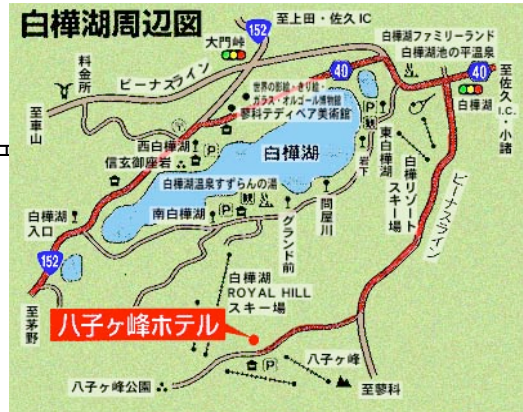 白樺湖周辺図
152
至上田・佐久IC
大門峠
白樺湖ファミリーランド
白樺湖池の平温泉
料金所
ビーナスライン
40
40
世界の影絵・きり絵・
ガラス・オルゴール博物館
蓼科テディベア美術館
白樺湖
至佐久I.C.・小諸
至車山
西白樺湖
P
信玄御座岩
P
白樺湖
岩下
東白樺湖
白樺リゾートスキー場
白樺湖温泉すずらんの湯
P
ビーナスライン
白樺湖
入口
南白樺湖
グランド前
問屋川
152
白樺湖
ROYAL HILL
スキー場
至茅野
八子ヶ峰ホテル
P
八子ヶ峰
八子ヶ峰公園
至蓼科